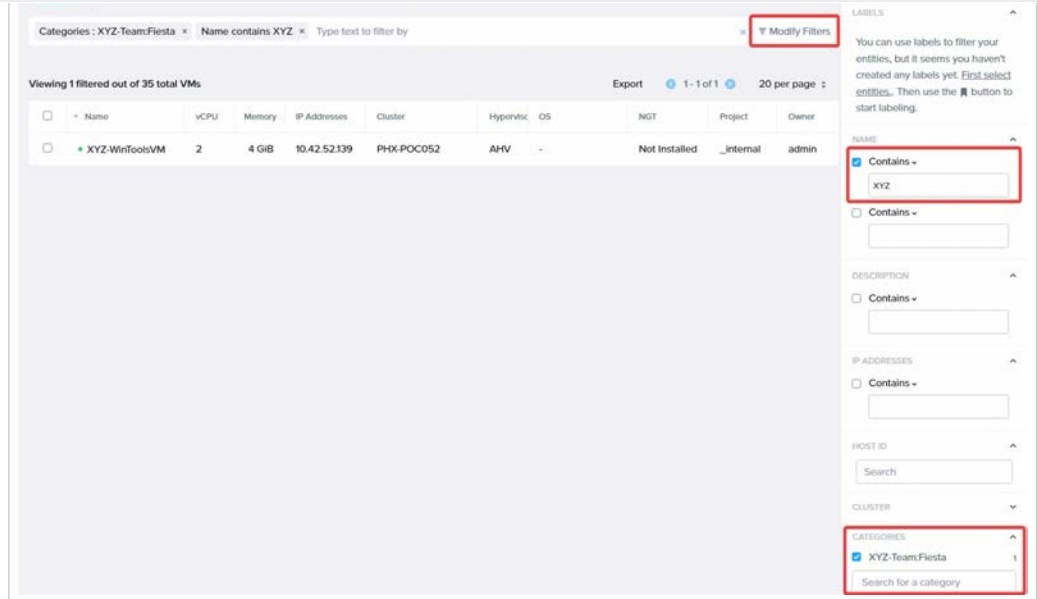 Categories : XYZ-Team:Fiesta × Name contains XYZ × Type text to filter by × Modify Filters
Viewing 1 filtered out of 35 total VMs Export 1 - 1 of 1 20 per page
Name vCPU Memory IP Addresses Cluster Hypervisc OS NGT Project Owner
XYZ-WinToolsVM 2 4 GiB 10.42.52.139 PHX-POC052 AHV - Not Installed _internal admin
LABELS
You can use labels to filter your
entities, but it seems you haven't
created any labels yet. First select
entities,. Then use the button to
start labeling.
NAME
Contains
XYZ
Contains
DESCRIPTION
Contains
IP ADDRESSES
Contains
HOST ID
Search
CLUSTER
CATEGORIES
XYZ-Team:Fiesta 1
Search for a category